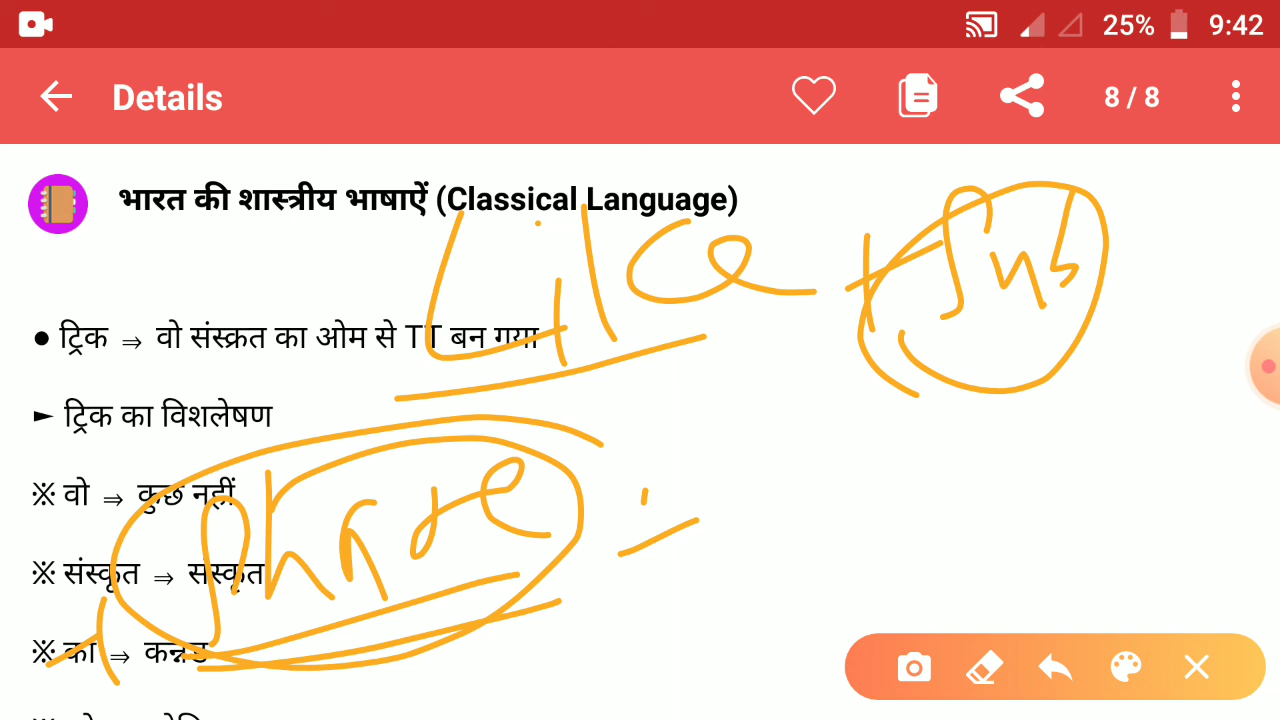 25% 9:42
Details 8 / 8
भारत की शास्त्रीय भाषाऐं (Classical Language)
Like + Sub
● ट्रिक ⇒ वो संस्क्रत का ओम से TT बन गया
► ट्रिक का विशलेषण
※ वो ⇒ कुछ नहीं
Share
※ संस्कृत ⇒ संस्कृत
※ का ⇒ कन्नड